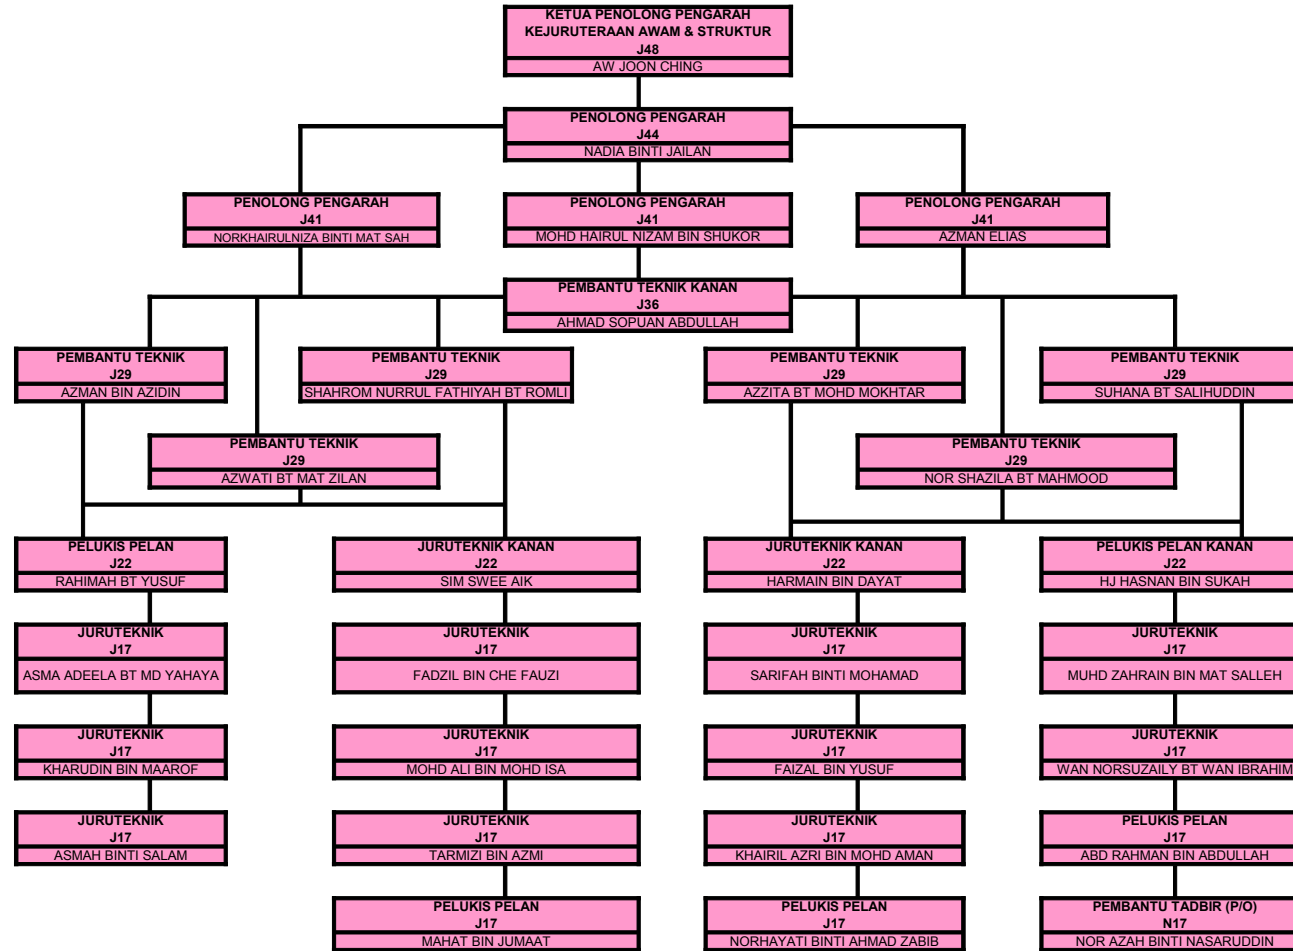 KETUA PENOLONG PENGARAH
KEJURUTERAAN AWAM & STRUKTUR
J48
AW JOON CHING
PENOLONG PENGARAH
J44
NADIA BINTI JAILAN
PENOLONG PENGARAH
J41
NORKHAIRULNIZA BINTI MAT SAH
PENOLONG PENGARAH
J41
MOHD HAIRUL NIZAM BIN SHUKOR
PENOLONG PENGARAH
J41
AZMAN ELIAS
PEMBANTU TEKNIK KANAN
J36
AHMAD SOPUAN ABDULLAH
PEMBANTU TEKNIK
J29
AZMAN BIN AZIDIN
PEMBANTU TEKNIK
J29
SHAHROM NURRUL FATHIYAH BT ROMLI
PEMBANTU TEKNIK
J29
AZZITA BT MOHD MOKHTAR
PEMBANTU TEKNIK
J29
SUHANA BT SALIHUDDIN
PEMBANTU TEKNIK
J29
AZWATI BT MAT ZILAN
PEMBANTU TEKNIK
J29
NOR SHAZILA BT MAHMOOD
PELUKIS PELAN
J22
RAHIMAH BT YUSUF
JURUTEKNIK KANAN
J22
SIM SWEE AIK
JURUTEKNIK KANAN
J22
HARMAIN BIN DAYAT
PELUKIS PELAN KANAN
J22
HJ HASNAN BIN SUKAH
JURUTEKNIK
J17
ASMA ADEELA BT MD YAHAYA
JURUTEKNIK
J17
FADZIL BIN CHE FAUZI
JURUTEKNIK
J17
SARIFAH BINTI MOHAMAD
JURUTEKNIK
J17
MUHD ZAHRAIN BIN MAT SALLEH
JURUTEKNIK
J17
KHARUDIN BIN MAAROF
JURUTEKNIK
J17
MOHD ALI BIN MOHD ISA
JURUTEKNIK
J17
FAIZAL BIN YUSUF
JURUTEKNIK
J17
WAN NORSUZAILY BT WAN IBRAHIM
JURUTEKNIK
J17
ASMAH BINTI SALAM
JURUTEKNIK
J17
TARMIZI BIN AZMI
JURUTEKNIK
J17
KHAIRIL AZRI BIN MOHD AMAN
PELUKIS PELAN
J17
ABD RAHMAN BIN ABDULLAH
PELUKIS PELAN
J17
MAHAT BIN JUMAAT
PELUKIS PELAN
J17
NORHAYATI BINTI AHMAD ZABIB
PEMBANTU TADBIR (P/O)
N17
NOR AZAH BINTI NASARUDDIN